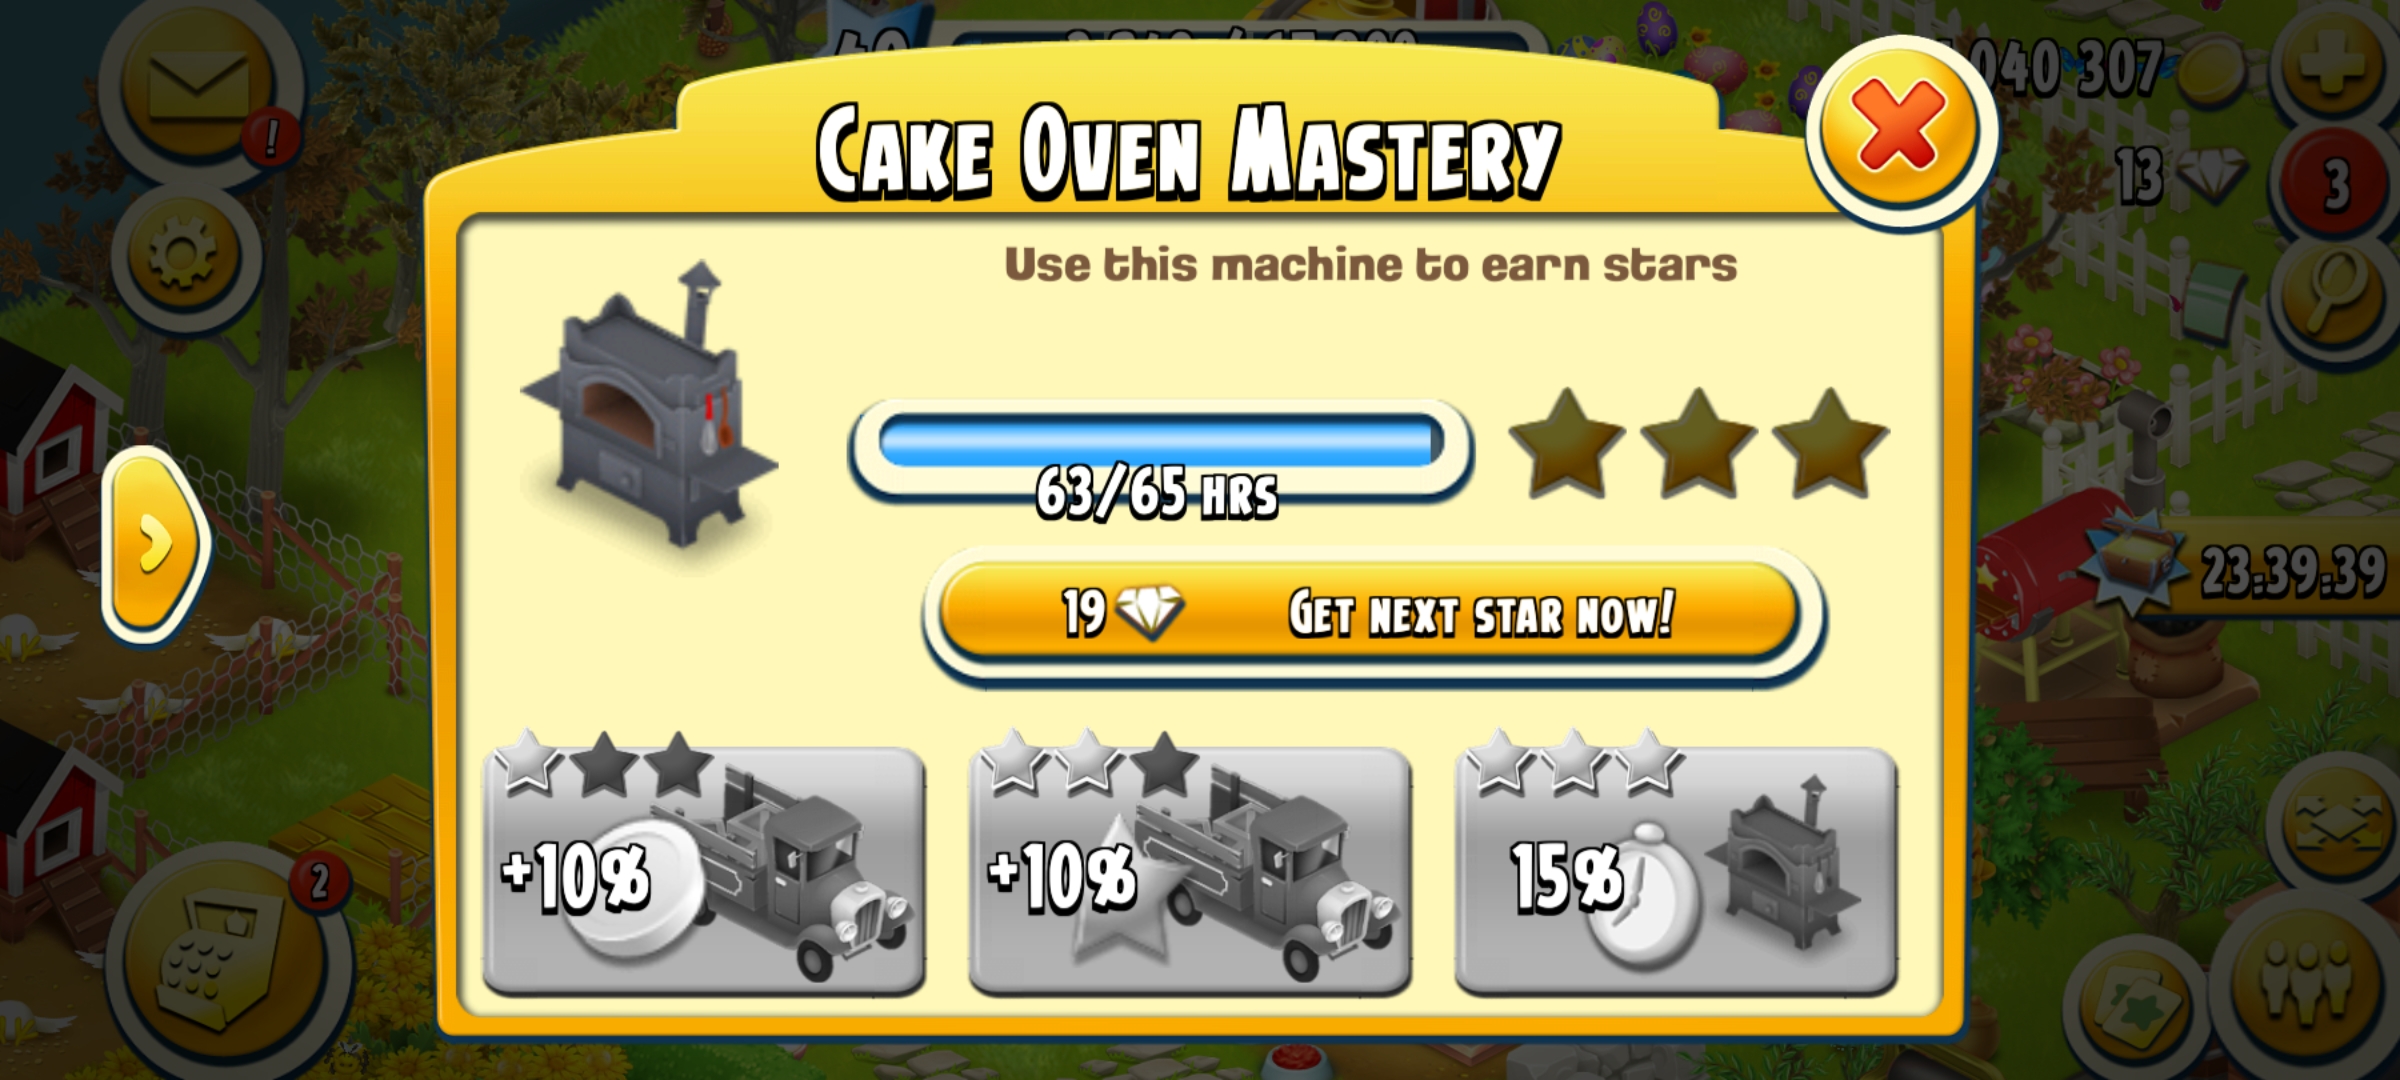 040 307
CAKE OVEN MASTERY
!
13
3
Use this machine to earn stars
63/65 HRS
23:39:39
19 GET NEXT STAR NOW!
+10%
+10%
15%
2